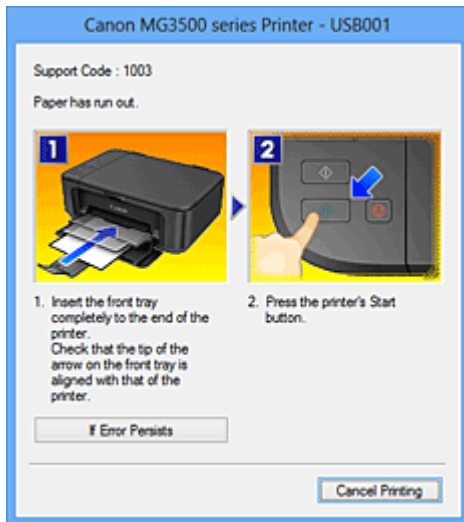 Canon MG3500 series Printer - USB001
Support Code : 1003
Paper has run out.
1
2
1. Insert the front tray
completely to the end of the
printer.
Check that the tip of the
arrow on the front tray is
aligned with that of the
printer.
2. Press the printer's Start
button.
If Error Persists
Cancel Printing